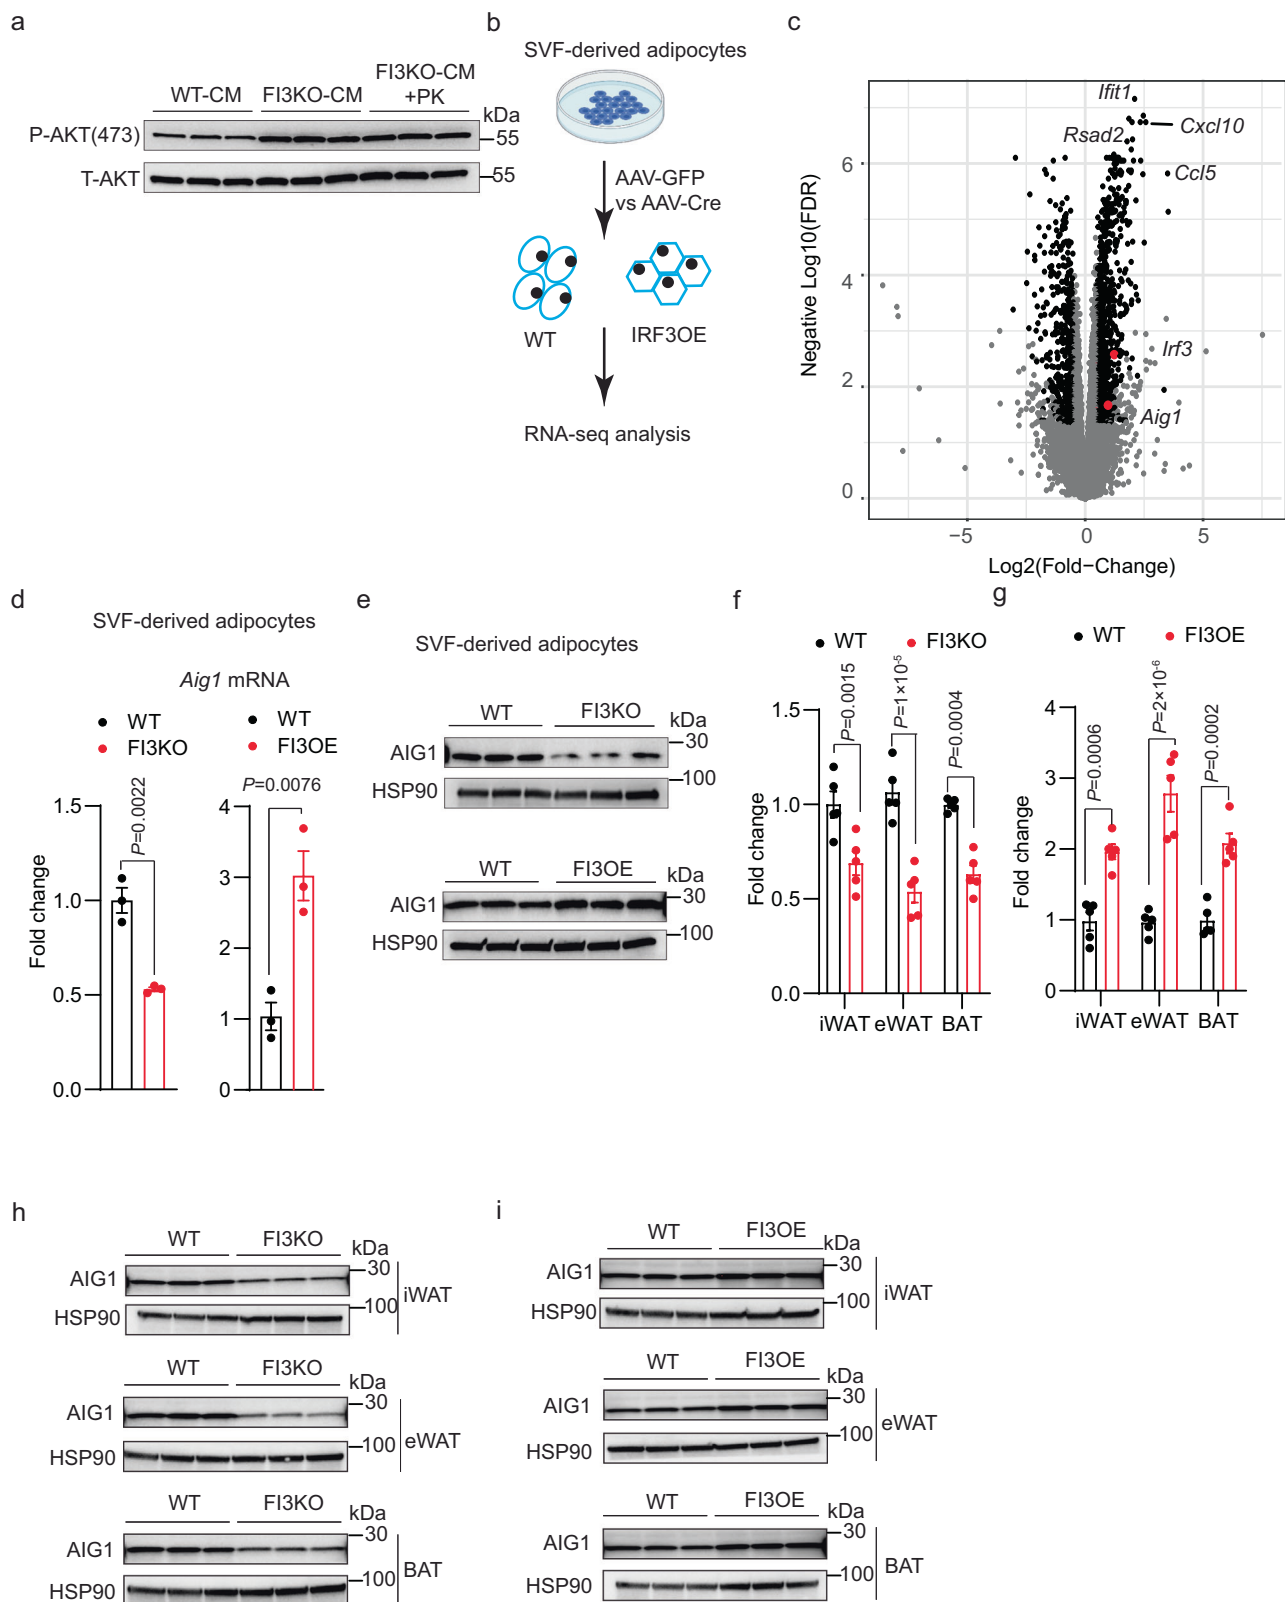 a
WT-CM
FI3KO-CM
FI3KO-CM
+PK
kDa
P-AKT(473)
55
T-AKT
55
b
SVF-derived adipocytes
AAV-GFP
vs AAV-Cre
WT
IRF3OE
RNA-seq analysis
c
Ifit1
Cxcl10
Rsad2
Ccl5
Irf3
Aig1
Negative Log10(FDR)
6
4
2
0
−5
0
5
Log2(Fold−Change)
d
SVF-derived adipocytes
Aig1 mRNA
WT
FI3KO
P=0.0022
Fold change
1.5
1.0
0.5
0.0
WT
FI3OE
P=0.0076
4
3
2
1
0
e
SVF-derived adipocytes
WT
FI3KO
kDa
AIG1
30
HSP90
100
WT
FI3OE
AIG1
30
HSP90
100
f
WT
FI3KO
P=0.0015
P=1×10-5
P=0.0004
Fold change
1.5
1.0
0.5
0.0
iWAT
eWAT
BAT
g
WT
FI3OE
P=0.0006
P=2×10-6
P=0.0002
Fold change
4
3
2
1
0
iWAT
eWAT
BAT
h
WT
FI3KO
kDa
AIG1
30
HSP90
100
iWAT
WT
FI3KO
kDa
AIG1
30
HSP90
100
eWAT
WT
FI3KO
kDa
AIG1
30
HSP90
100
BAT
i
WT
FI3OE
kDa
AIG1
30
HSP90
100
iWAT
WT
FI3OE
kDa
AIG1
30
HSP90
100
eWAT
WT
FI3OE
kDa
AIG1
30
HSP90
100
BAT